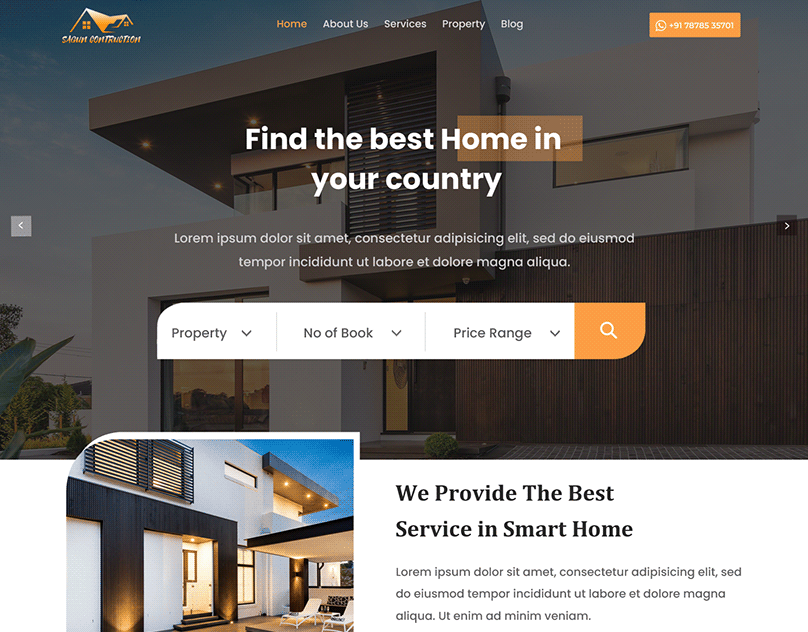 SAGUN CONTRUCTION
Home About Us Services Property Blog
+91 78785 35701
Find the best Home in
your country
Lorem ipsum dolor sit amet, consectetur adipisicing elit, sed do eiusmod
tempor incididunt ut labore et dolore magna aliqua.
Property No of Book Price Range
We Provide The Best
Service in Smart Home
Lorem ipsum dolor sit amet, consectetur adipisicing elit, sed
do eiusmod tempor incididunt ut labore et dolore magna
aliqua. Ut enim ad minim veniam.